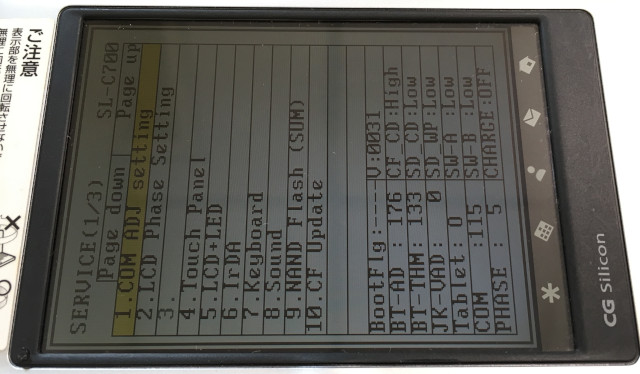 SERVICE(1/3) SL-C700
Page down Page up
1.COM ADJ setting
2.LCD Phase Setting
3.
4.Touch Panel
5.LCD+LED
6.IrDA
7.Keyboard
8.Sound
9.NAND Flash (SUM)
10.CF Update
BootFlg:----V:0031
BT-AD : 176 CF CD:High
BT-THM: 133 SD CD:Low
JK-VAD: 0 SD WP:Low
Tablet: 0 SW-A :Low
COM :115 SW-B :Low
PHASE : 5 CHARGE:OFF
CG Silicon
ご注意
表示部を無理に回転させない。